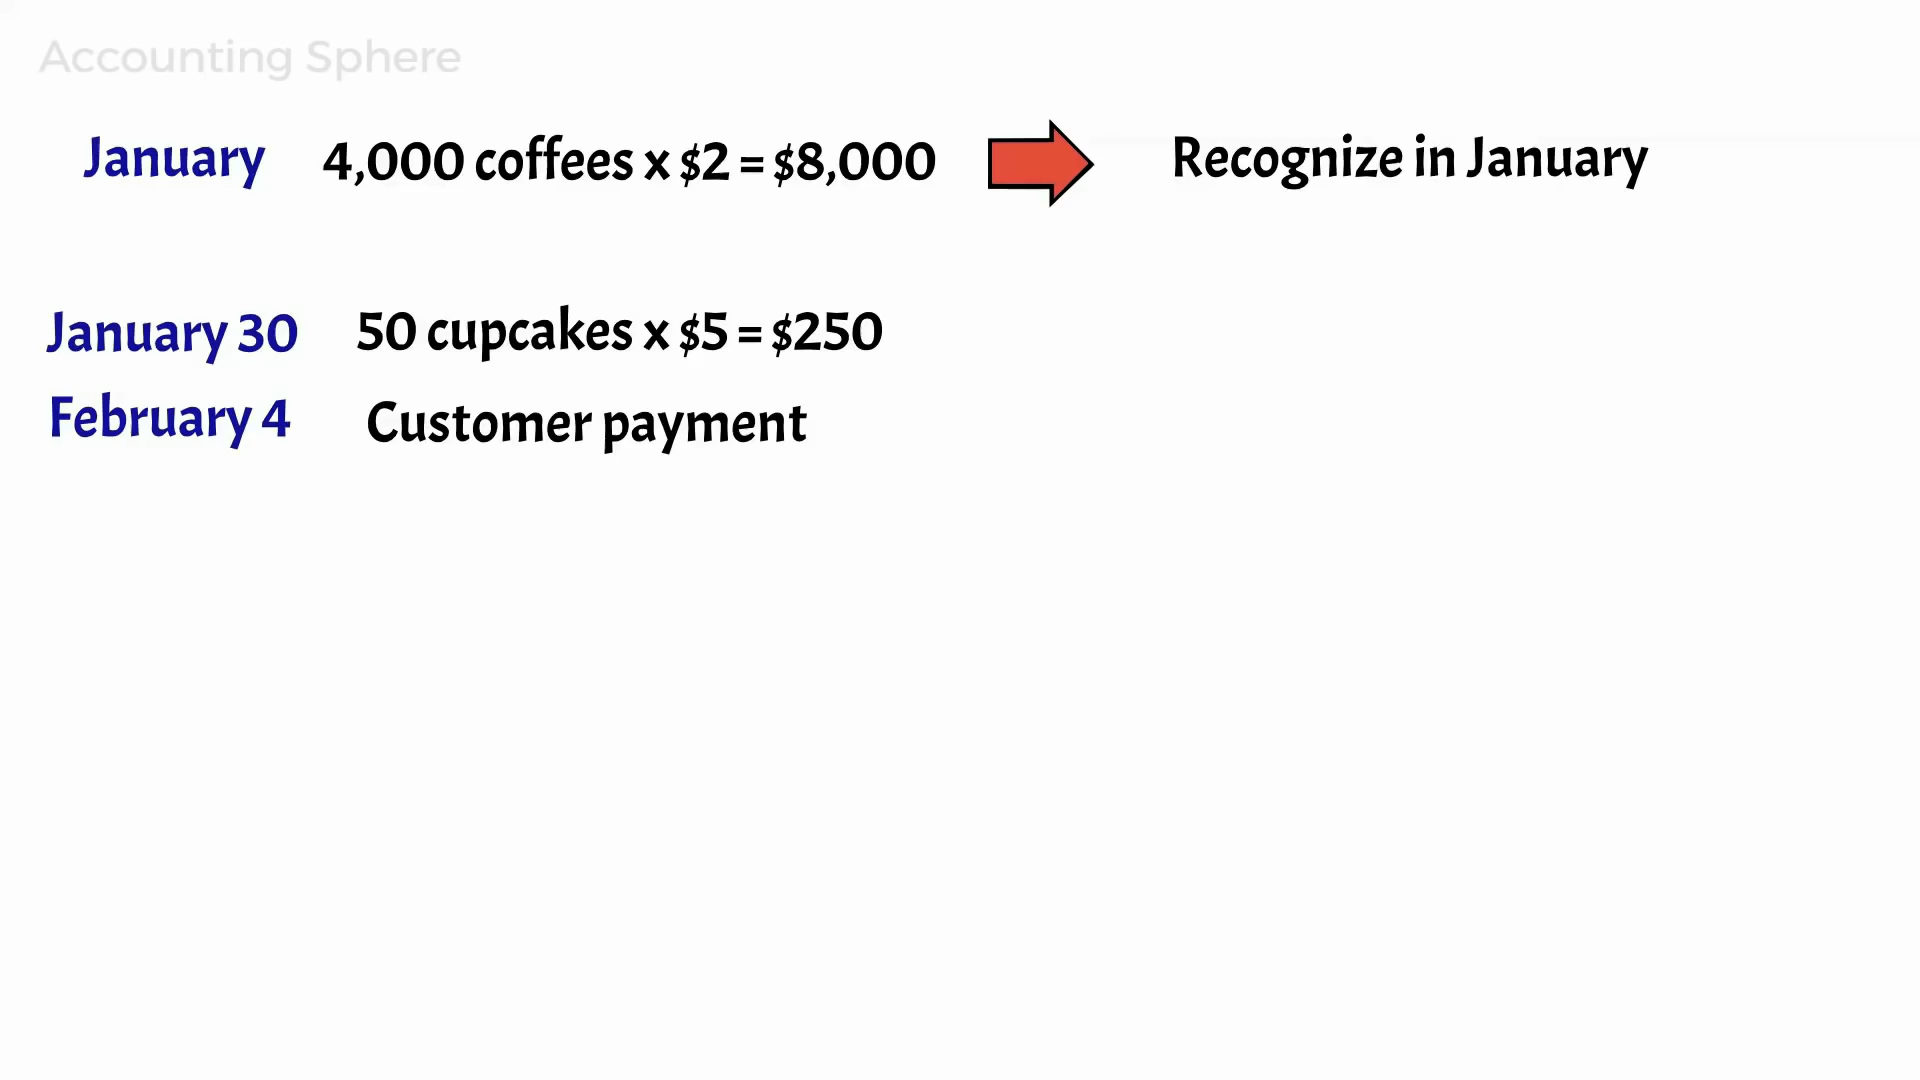 Accounting Sphere
January 4,000 coffees x $2 = $8,000 Recognize in January
January 30 50 cupcakes x $5 = $250
February 4 Customer payment